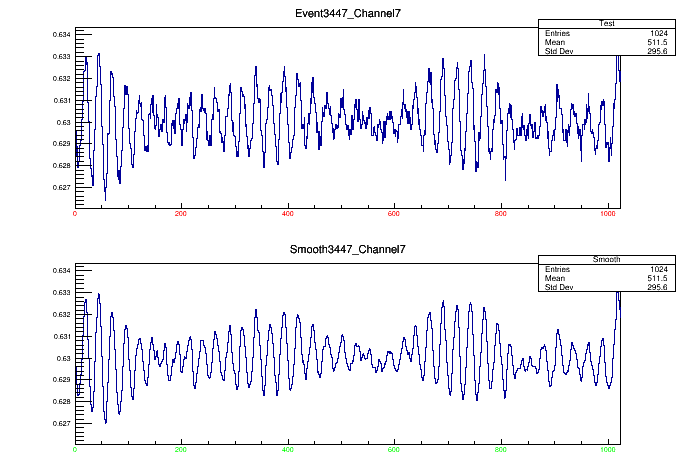 Event3447_Channel7
Test
Entries 1024
Mean 511.5
Std Dev 295.6
0.634
0.633
0.632
0.631
0.63
0.629
0.628
0.627
0 200 400 600 800 1000
Smooth3447_Channel7
Smooth
Entries 1024
Mean 511.5
Std Dev 295.6
0.634
0.633
0.632
0.631
0.63
0.629
0.628
0.627
0 200 400 600 800 1000